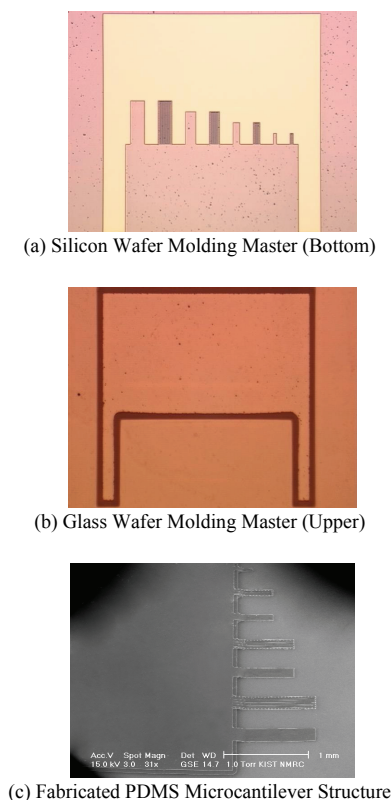 (a) Silicon Wafer Molding Master (Bottom)
(b) Glass Wafer Molding Master (Upper)
Acc.V Spot Magn Det WD 1 mm
15.0 kV 3.0 31x GSE 14.7 1.0 Torr KIST NMRC
(c) Fabricated PDMS Microcantilever Structure